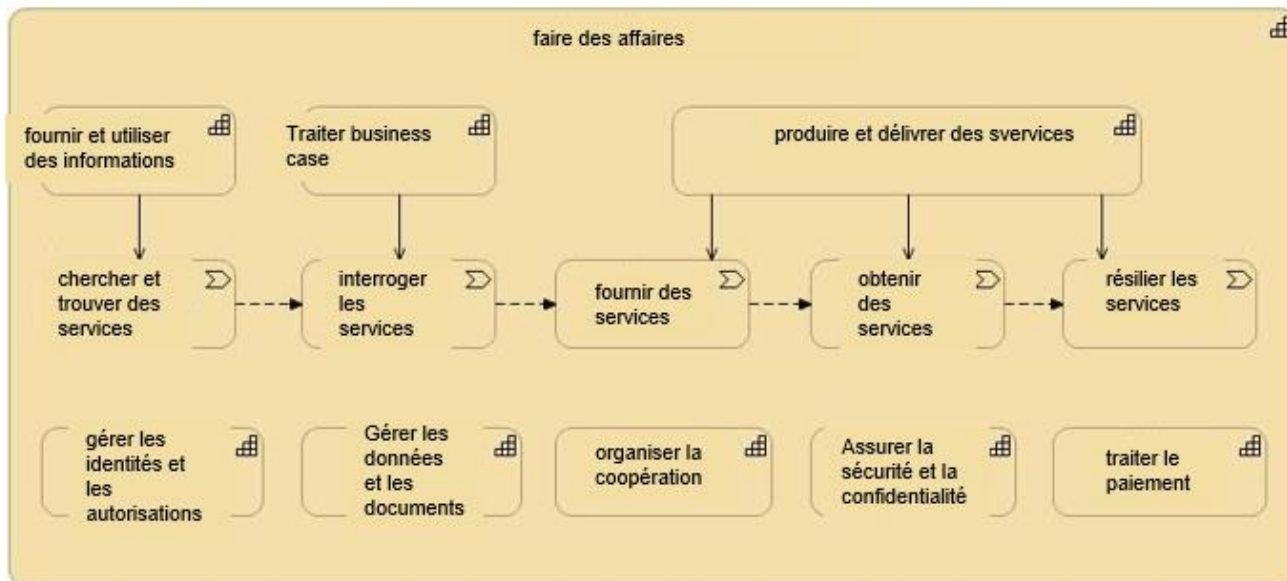 faire des affaires
fournir et utiliser
des informations
Traiter business
case
produire et délivrer des svervices
chercher et
trouver des
services
interroger
les
services
fournir des
services
obtenir
des
services
résilier les
services
gérer les
identités et
les
autorisations
Gérer les
données
et les
documents
organiser la
coopération
Assurer la
sécurité et la
confidentialité
traiter le
paiement